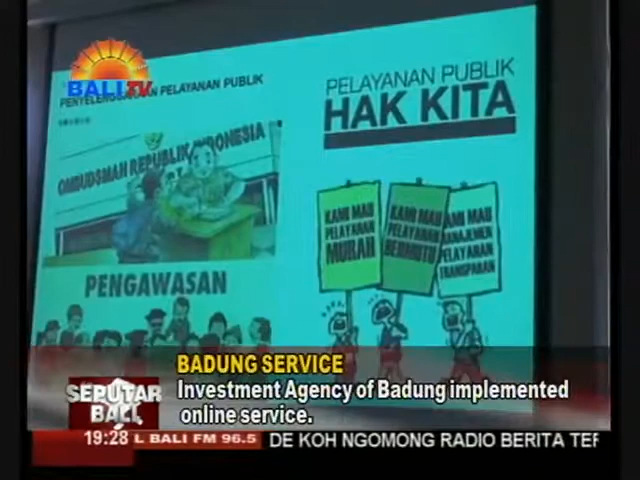 BALI TV
PENYELENGGARAAN PELAYANAN PUBLIK
PELAYANAN PUBLIK
HAK KITA
OMBUDSMAN REPUBLIK INDONESIA
KAMI MAU
PELAYANAN
MURAH
KAMI MAU
PELAYANAN
BERMUTU
KAMI MAU
MANAJEMEN
PELAYANAN
TRANSPARAN
PENGAWASAN
BADUNG SERVICE
Investment Agency of Badung implemented
online service.
SEPUTAR
BALI
19:28 L BALI FM 96.5 DE KOH NGOMONG RADIO BERITA TER